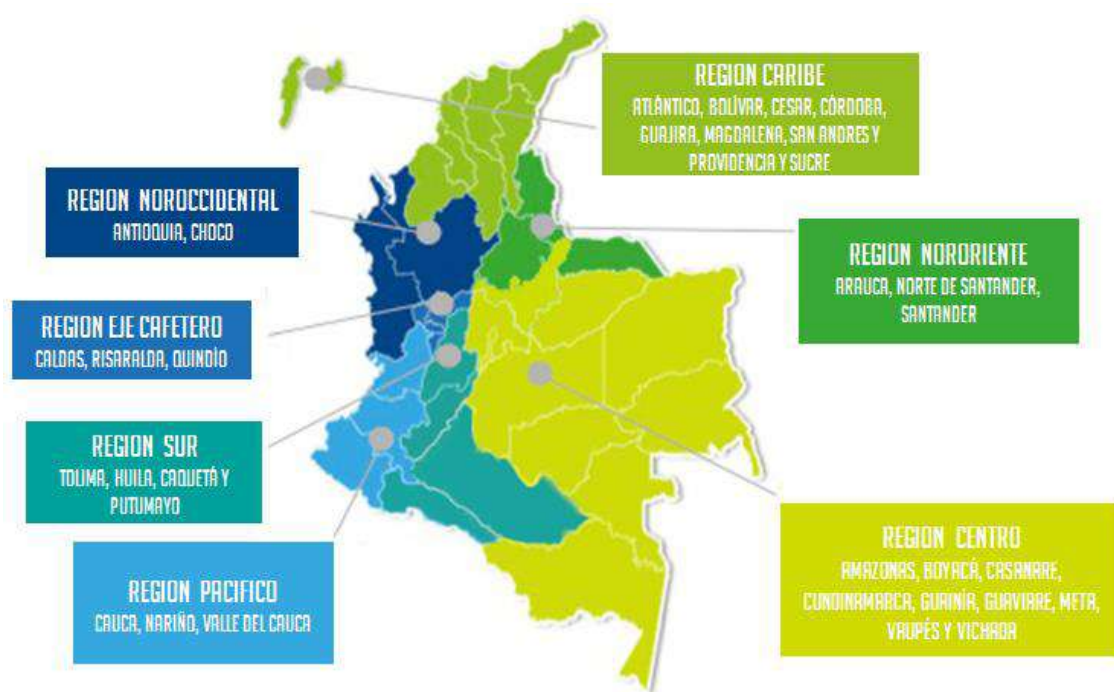 REGION CARIBE
ATLÁNTICO, BOLÍVAR, CESAR, CÓRDOBA,
GUAJIRA, MAGDALENA, SAN ANDRES Y
PROVIDENCIA Y SUCRE
REGION NOROCCIDENTAL
ANTIOQUIA, CHOCO
REGION NORORIENTE
ARAUCA, NORTE DE SANTANDER,
SANTANDER
REGION EJE CAFETERO
CALDAS, RISARALDA, QUINDÍO
REGION SUR
TOLIMA, HUILA, CAQUETÁ Y
PUTUMAYO
REGION PACIFICO
CAUCA, NARIÑO, VALLE DEL CAUCA
REGION CENTRO
AMAZONAS, BOYACÁ, CASANARE,
CUNDINAMARCA, GUAINÍA, GUAVIARE, META,
VAUPÉS Y VICHADA